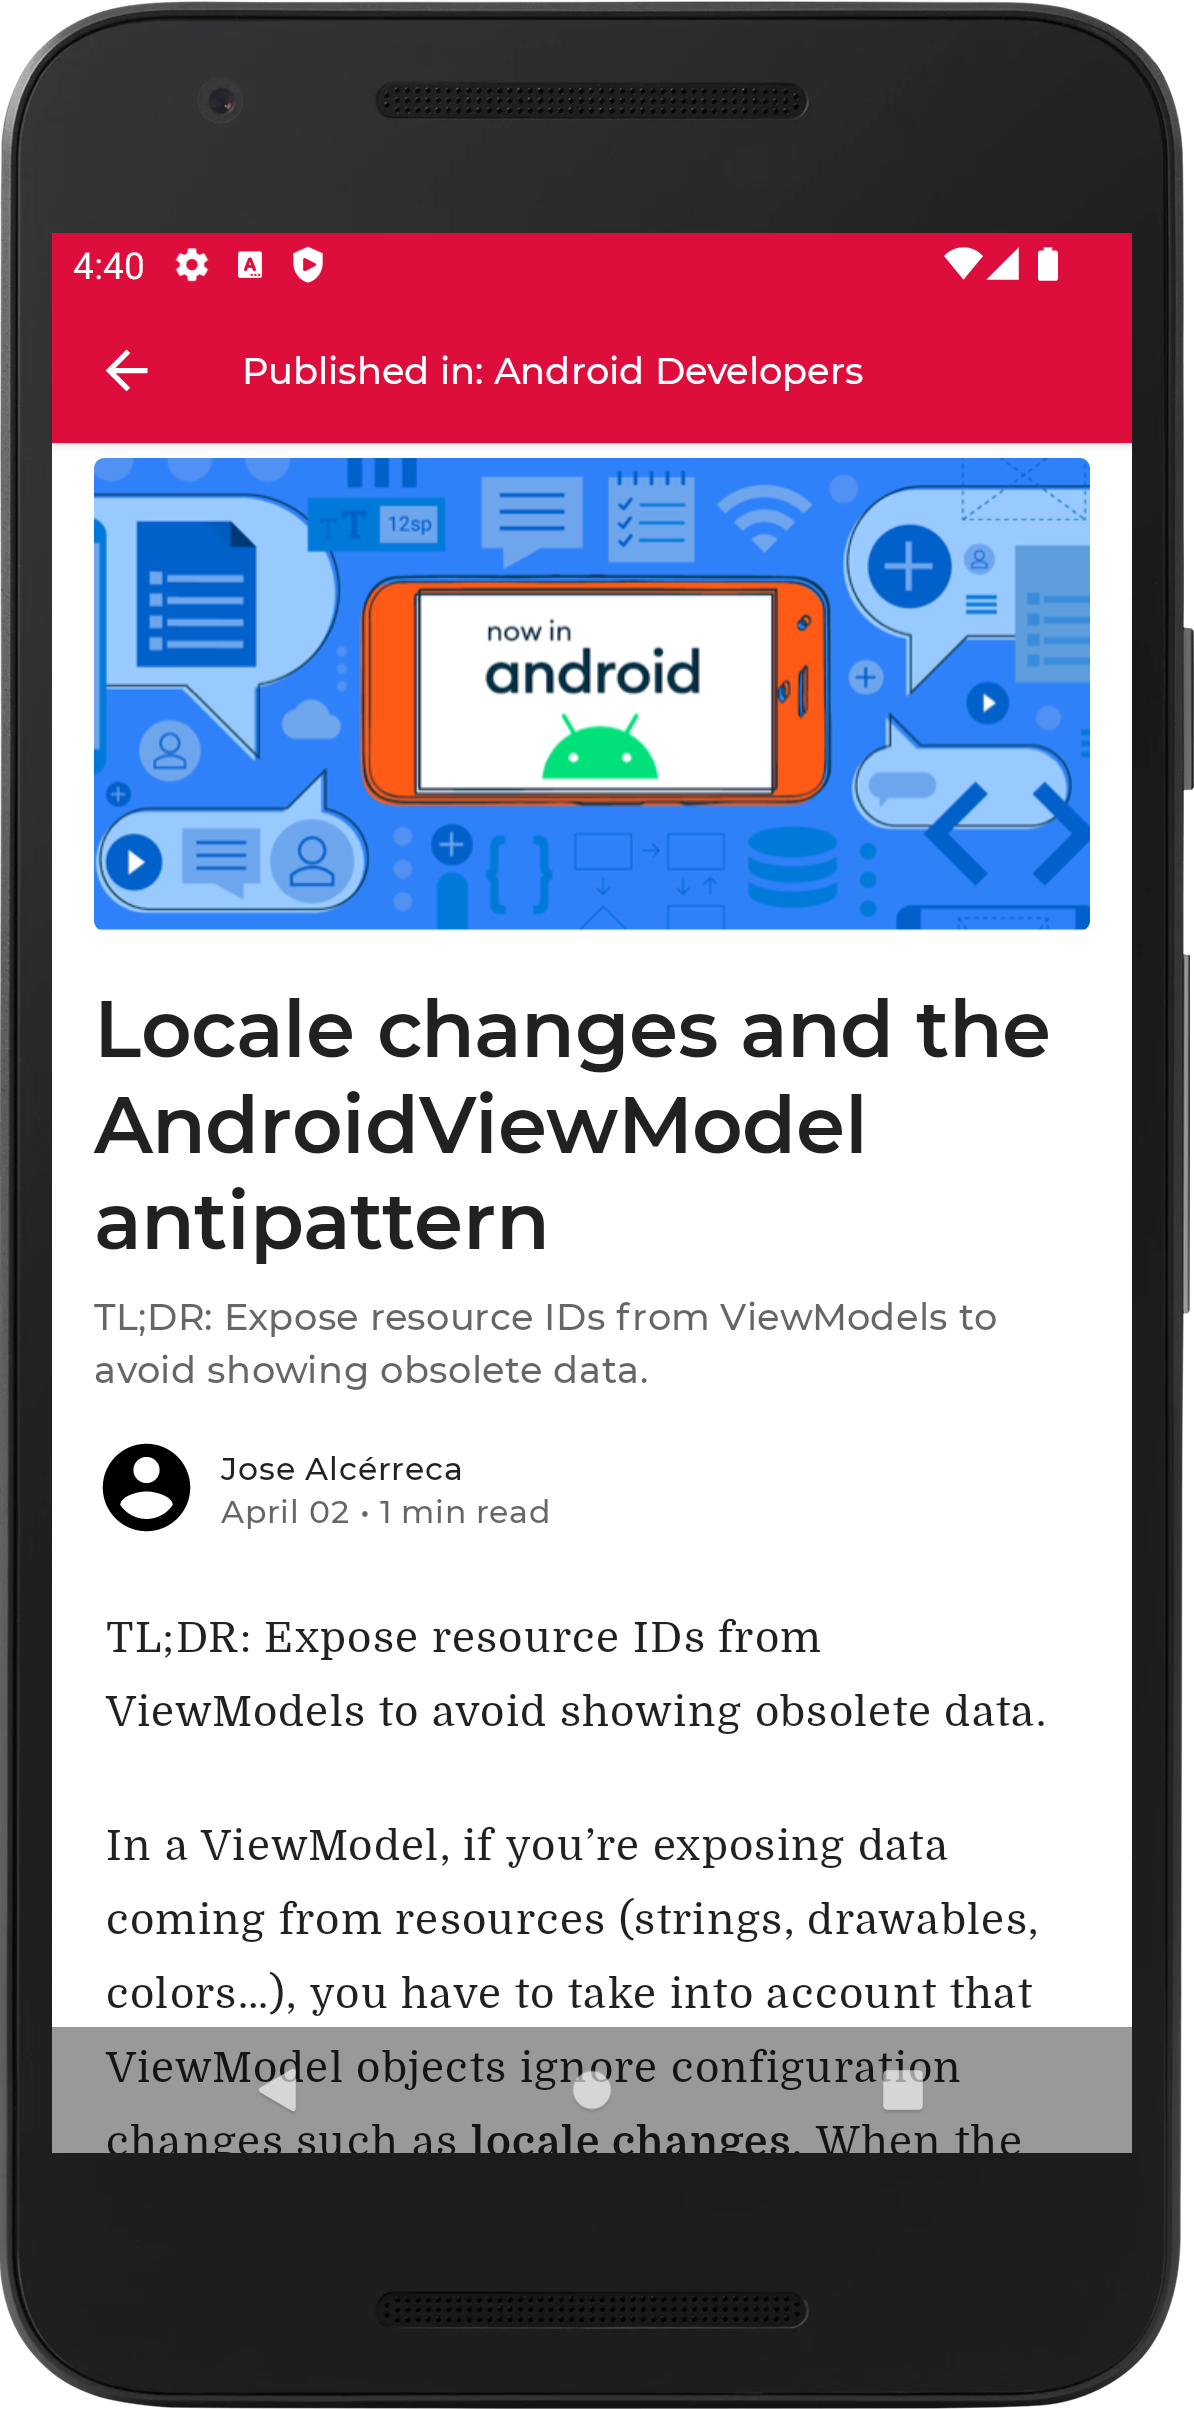 4:40
Published in: Android Developers
TT 12sp
now in
android
Locale changes and the
AndroidViewModel
antipattern
TL;DR: Expose resource IDs from ViewModels to
avoid showing obsolete data.
Jose Alcérreca
April 02 • 1 min read
TL;DR: Expose resource IDs from
ViewModels to avoid showing obsolete data.
In a ViewModel, if you’re exposing data
coming from resources (strings, drawables,
colors…), you have to take into account that
ViewModel objects ignore configuration
changes such as locale changes. When the